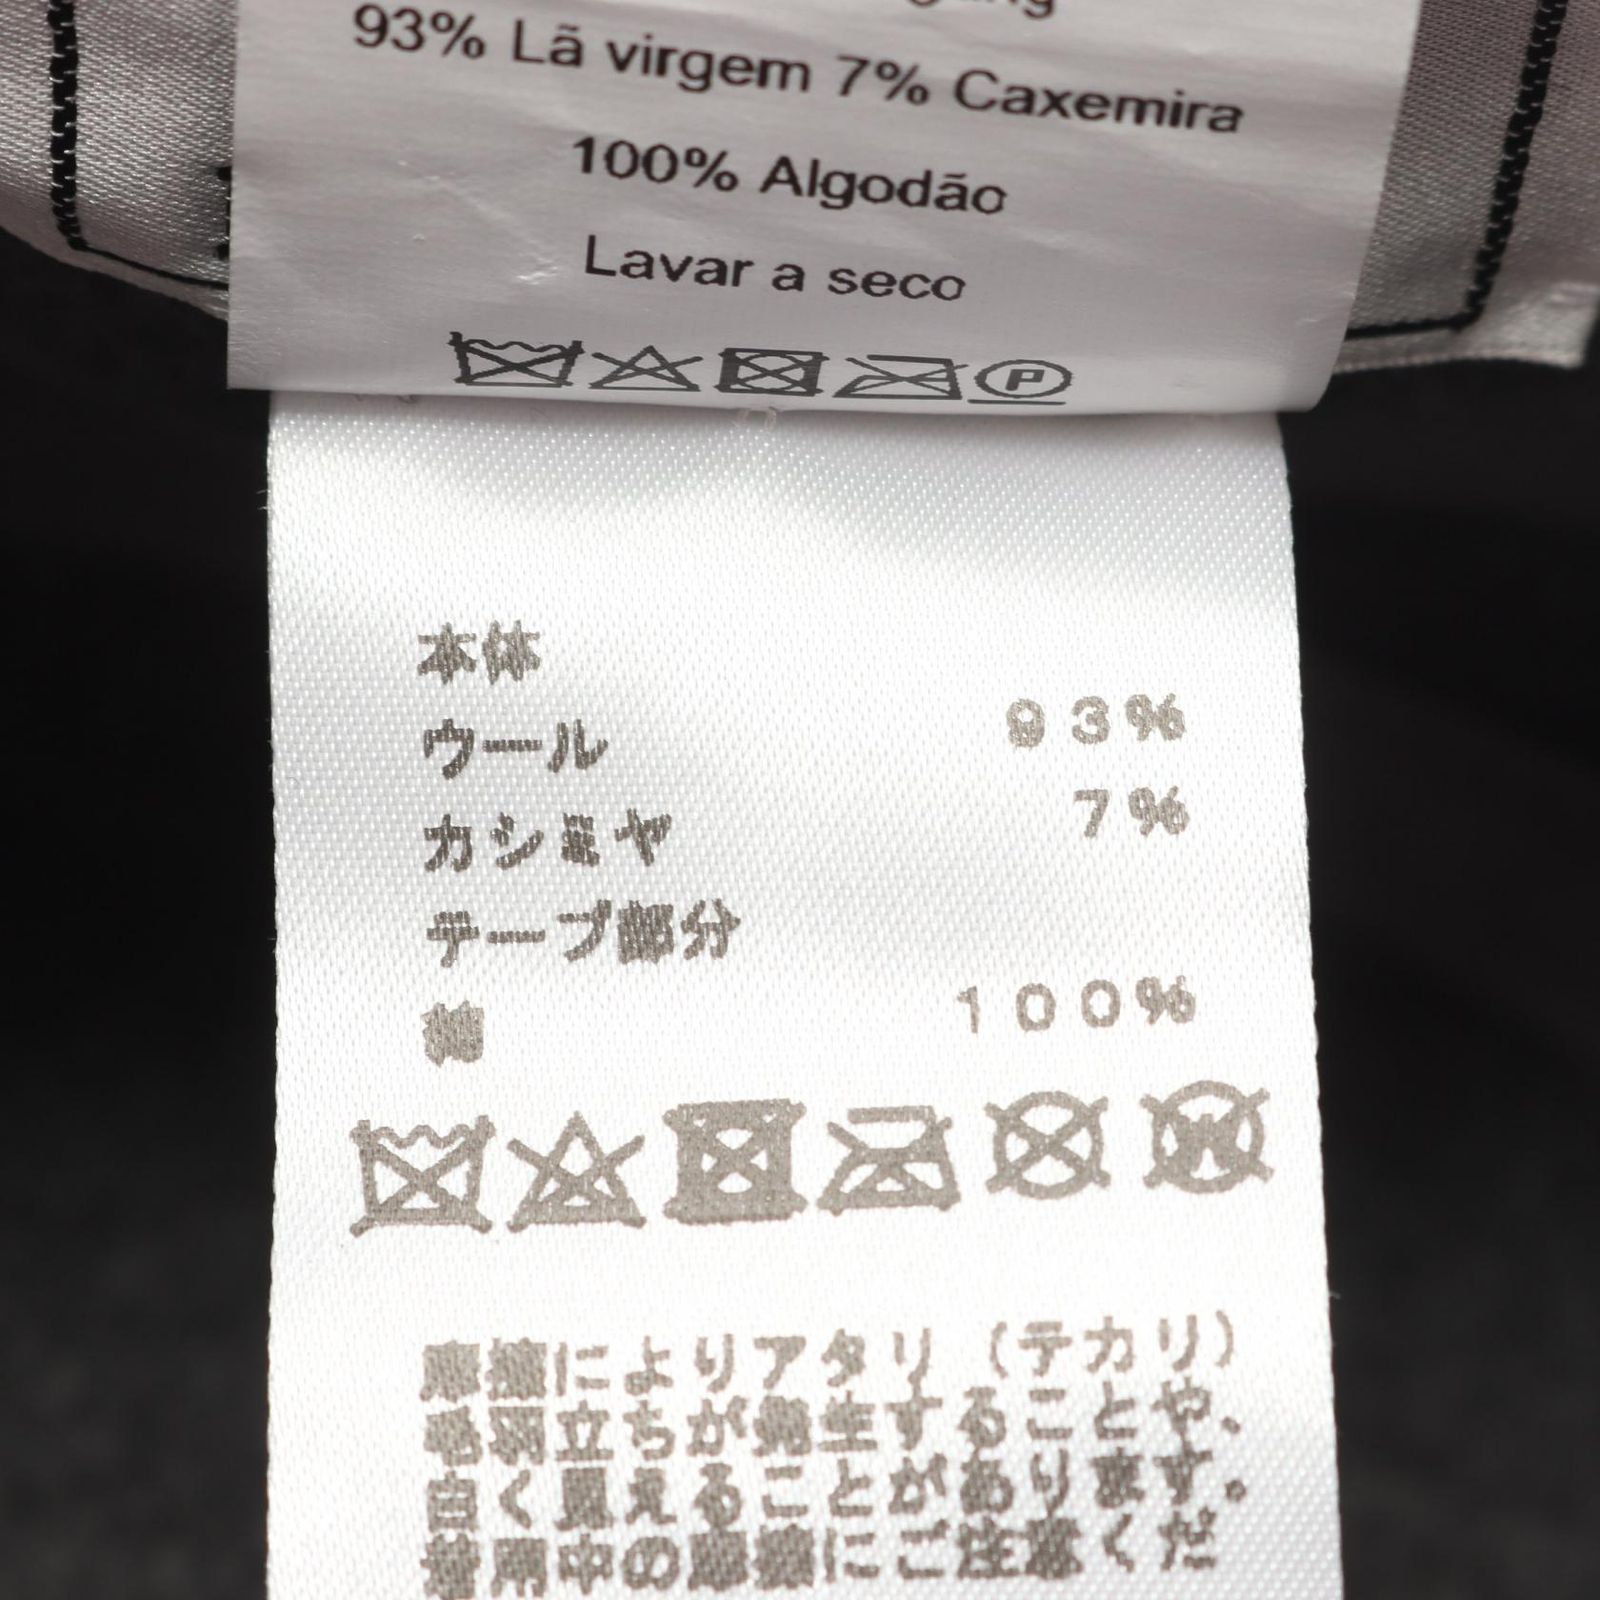 93% Lã virgem 7% Caxemira
100% Algodão
Lavar a seco
P
本体
ウール 93%
カシミヤ 7%
テープ部分
綿 100%
W
摩擦によりアタリ（テカリ）
毛羽立ちが発生することや、
白く見えることがあります。
着用中の摩擦にご注意くだ